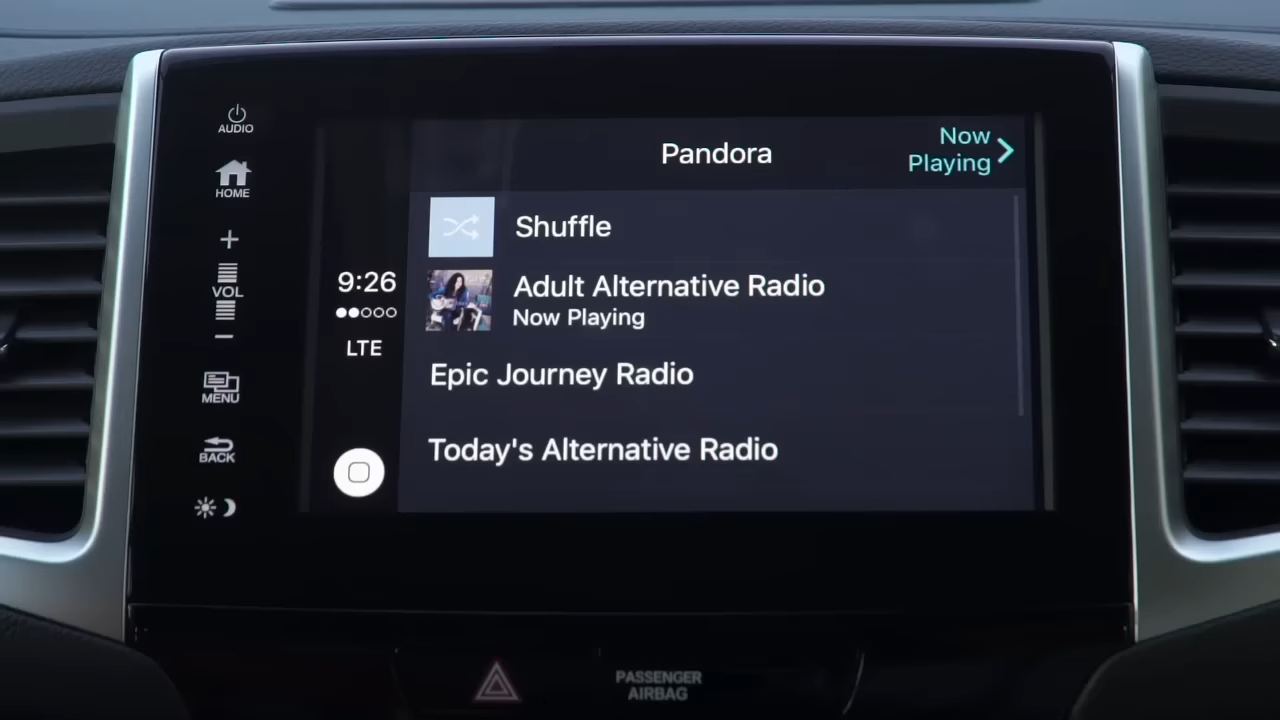 AUDIO
HOME
+
VOL
−
MENU
BACK
9:26
LTE
Pandora
Now
Playing
Shuffle
Adult Alternative Radio
Now Playing
Epic Journey Radio
Today's Alternative Radio
PASSENGER
AIRBAG